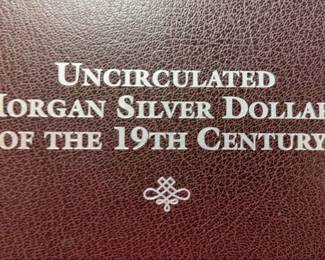 UNCIRCULATED
MORGAN SILVER DOLLAR
OF THE 19TH CENTURY